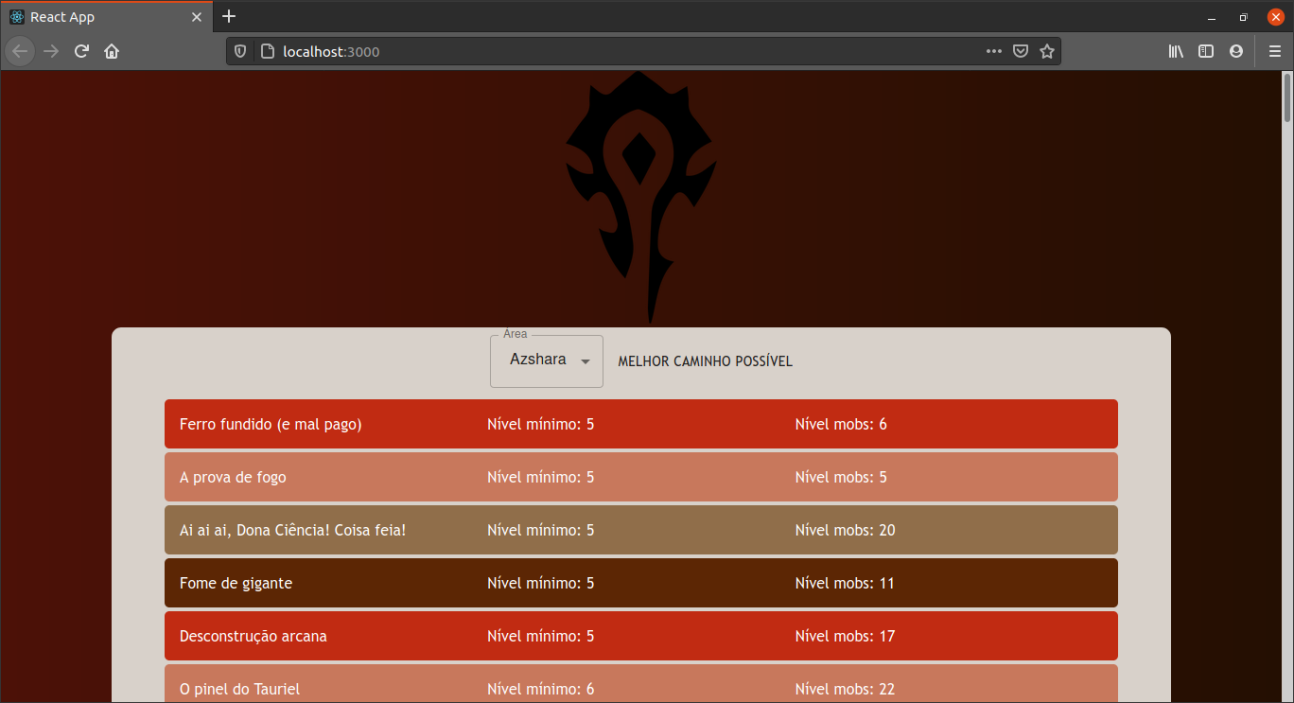 React App
localhost:3000
Área
Azshara
MELHOR CAMINHO POSSÍVEL
Ferro fundido (e mal pago) Nível mínimo: 5 Nível mobs: 6
A prova de fogo Nível mínimo: 5 Nível mobs: 5
Ai ai ai, Dona Ciência! Coisa feia! Nível mínimo: 5 Nível mobs: 20
Fome de gigante Nível mínimo: 5 Nível mobs: 11
Desconstrução arcana Nível mínimo: 5 Nível mobs: 17
O pinel do Tauriel Nível mínimo: 6 Nível mobs: 22